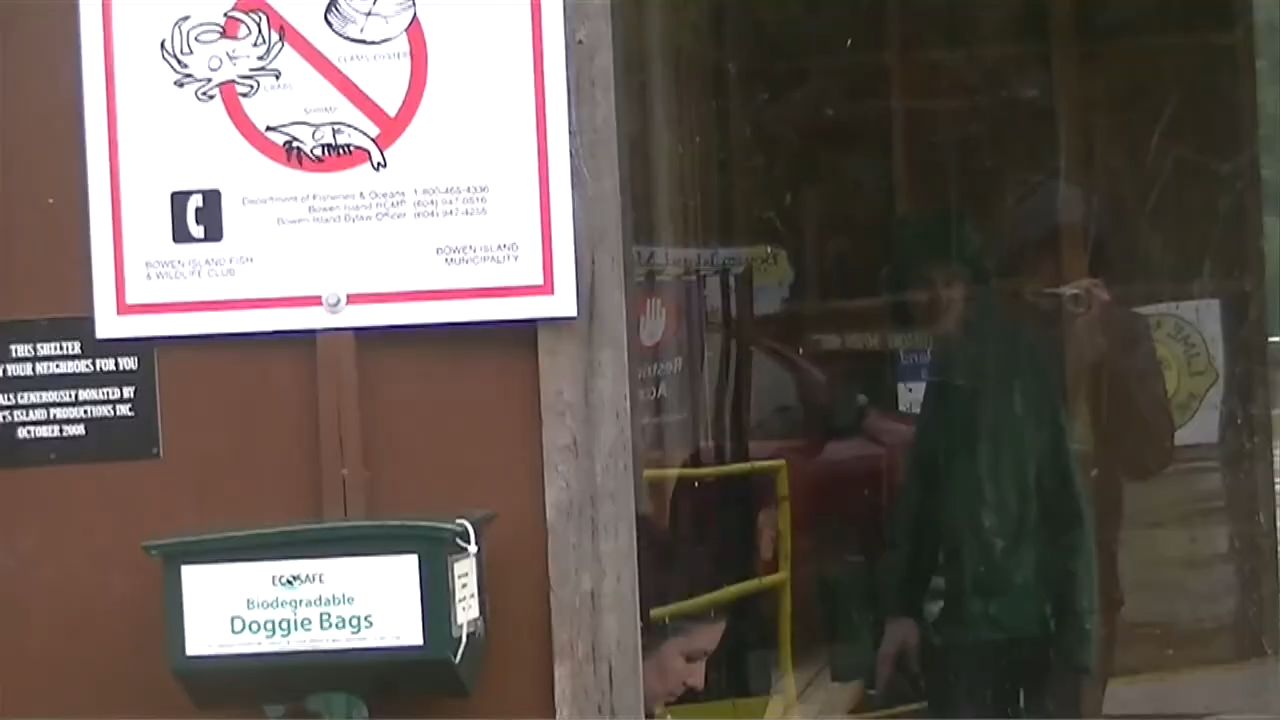 CLAMS OYSTERS
CRABS
SHRIMP
Department of Fisheries & Oceans 1-800-465-4336
Bowen Island RCMP (604) 947-0516
Bowen Island Bylaw Officer (604) 947-4255
BOWEN ISLAND FISH
& WILDLIFE CLUB
BOWEN ISLAND
MUNICIPALITY
THIS SHELTER
YOUR NEIGHBORS FOR YOU
GENEROUSLY DONATED BY
ISLAND PRODUCTIONS INC.
OCTOBER 2008
ECOSAFE
Biodegradable
Doggie Bags